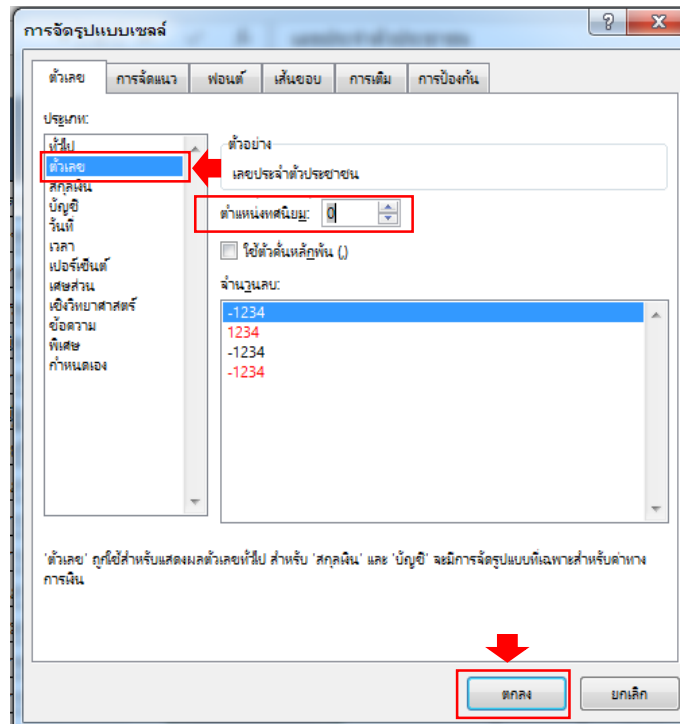 การจัดรูปแบบเซลล์
ตัวเลข การจัดแนว ฟอนต์ เส้นขอบ การเติม การป้องกัน
ประเภท:
ทั่วไป
ตัวเลข
สกุลเงิน
บัญชี
วันที่
เวลา
เปอร์เซ็นต์
เศษส่วน
เชิงวิทยาศาสตร์
ข้อความ
พิเศษ
กำหนดเอง
ตัวอย่าง
เลขประจำตัวประชาชน
ตำแหน่งทศนิยม: 0
ใช้ตัวคั่นหลักพัน (,)
จำนวนลบ:
-1234
1234
-1234
-1234
'ตัวเลข' ถูกใช้สำหรับแสดงผลตัวเลขทั่วไป สำหรับ 'สกุลเงิน' และ 'บัญชี' จะมีการจัดรูปแบบที่เฉพาะสำหรับค่าทาง
การเงิน
ตกลง ยกเลิก